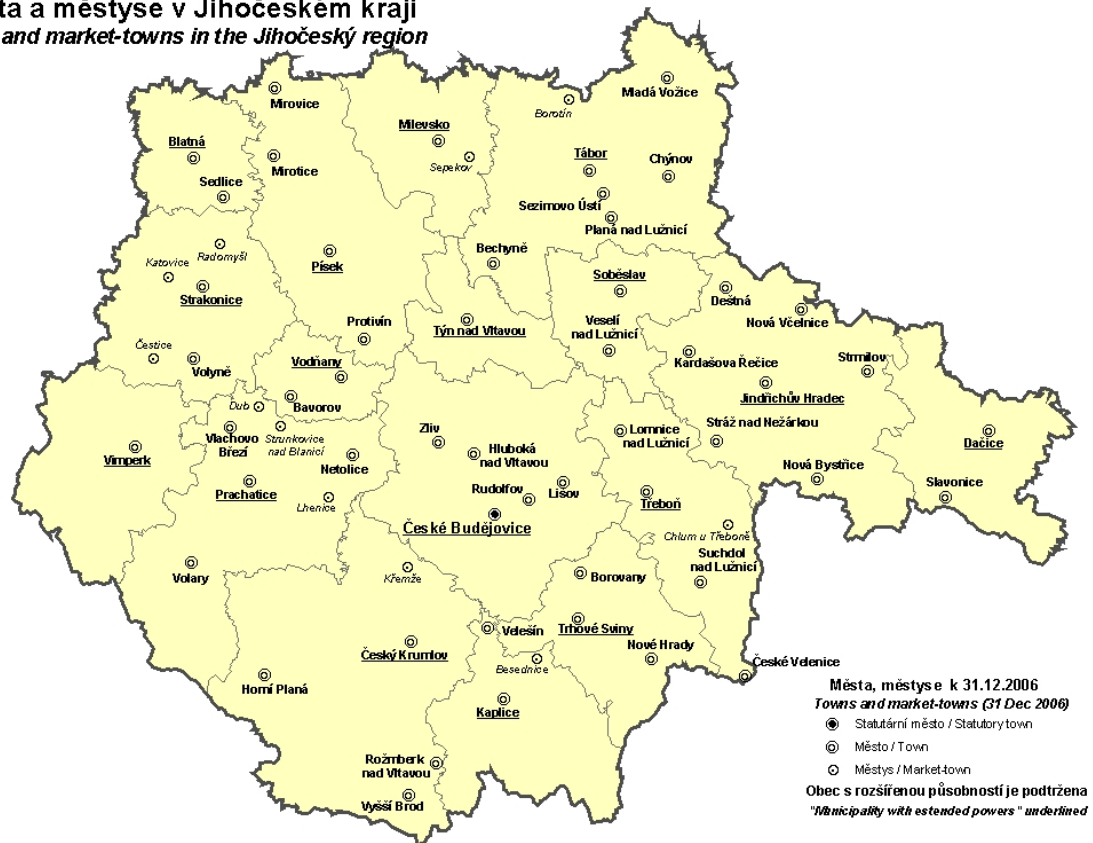 ta a městyse v Jihočeském kraji
and market-towns in the Jihočeský region
Mirovice
Mladá Vožice
Borotín
Milevsko
Blatná
Sepekov
Tábor
Chýnov
Mirotice
Sedlice
Sezimovo Ústí
Planá nad Lužnicí
Radomyšl
Katovice
Bechyně
Písek
Soběslav
Strakonice
Deštná
Nová Včelnice
Protivín
Týn nad Vltavou
Veselí
nad Lužnicí
Čestice
Volyně
Vodňany
Kardašova Řečice
Strmilov
Jindřichův Hradec
Bavorov
Dub
Vlachovo
Březí
Strunkovice
nad Blanicí
Zliv
Lomnice
nad Lužnicí
Stráž nad Nežárkou
Dačice
Vimperk
Hluboká
nad Vltavou
Netolice
Nová Bystřice
Slavonice
Prachatice
Lhenice
Rudolfov
Lišov
Třeboň
České Budějovice
Chlum u Třeboně
Suchdol
nad Lužnicí
Volary
Křemže
Borovany
Velešín
Trhové Sviny
Nové Hrady
Český Krumlov
Besednice
České Velenice
Horní Planá
Kaplice
Rožmberk
nad Vltavou
Vyšší Brod
Města, městyse k 31.12.2006
Towns and market-towns (31 Dec 2006)
Statutární město / Statutory town
Město / Town
Městys / Market-town
Obec s rozšířenou působností je podtržena
"Municipality with estended powers" underlined